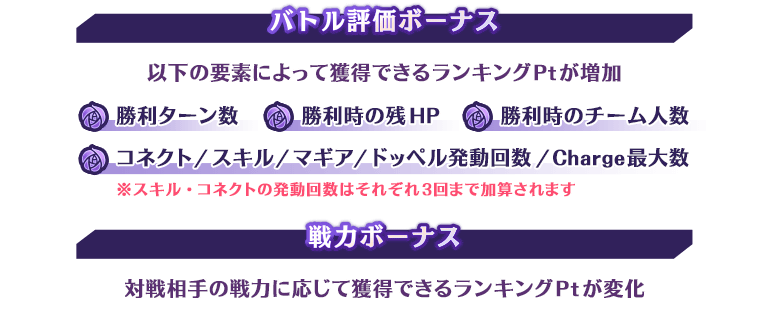 バトル評価ボーナス
以下の要素によって獲得できるランキングPtが増加
勝利ターン数 勝利時の残HP 勝利時のチーム人数
コネクト/スキル/マギア/ドッペル発動回数/Charge最大数
※スキル・コネクトの発動回数はそれぞれ3回まで加算されます
戦力ボーナス
対戦相手の戦力に応じて獲得できるランキングPtが変化